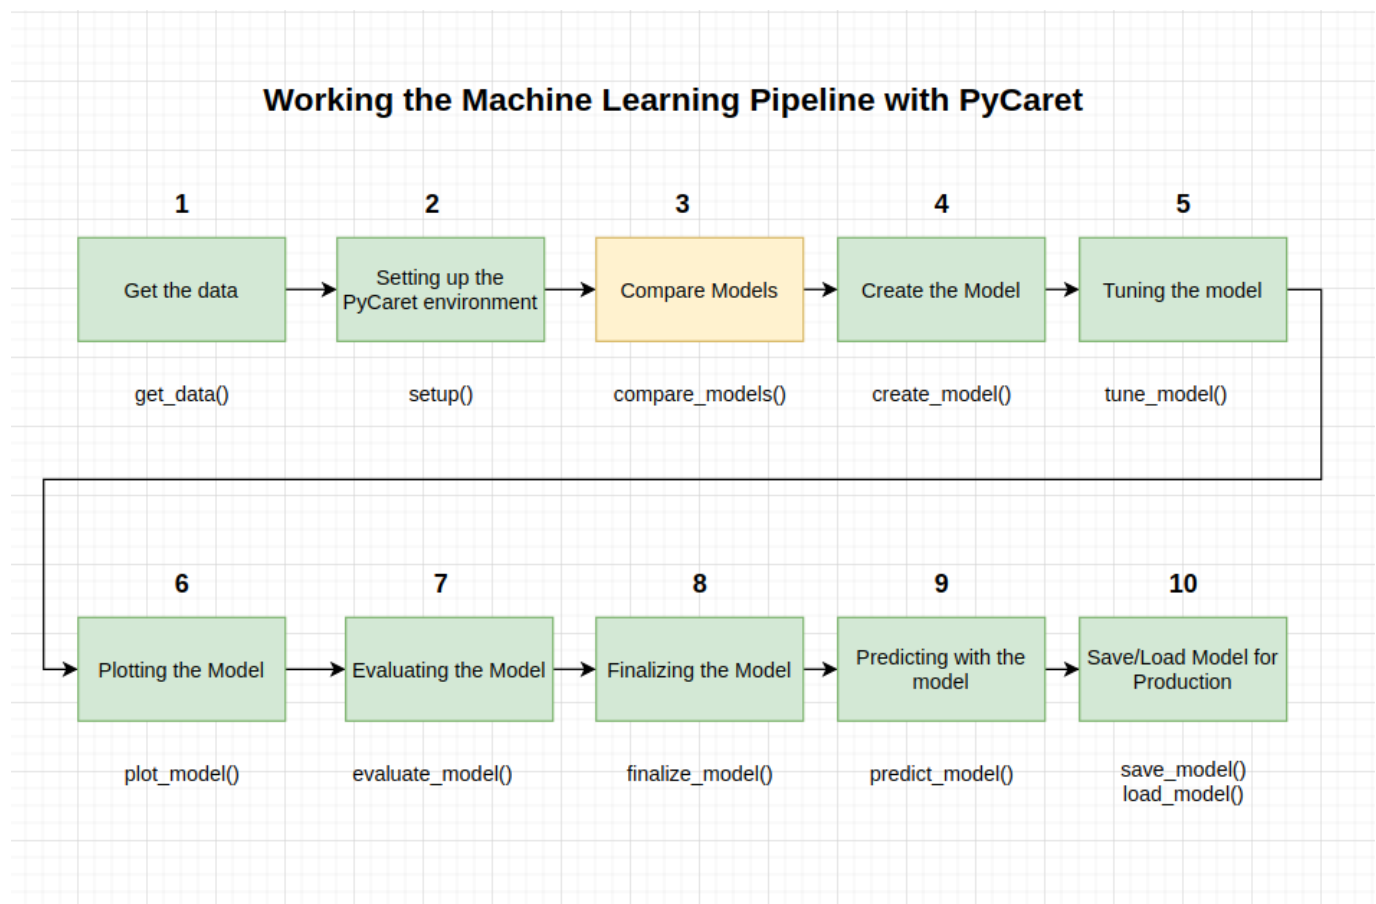 Working the Machine Learning Pipeline with PyCaret
1
2
3
4
5
Get the data
Setting up the
PyCaret environment
Compare Models
Create the Model
Tuning the model
get_data()
setup()
compare_models()
create_model()
tune_model()
6
7
8
9
10
Plotting the Model
Evaluating the Model
Finalizing the Model
Predicting with the
model
Save/Load Model for
Production
plot_model()
evaluate_model()
finalize_model()
predict_model()
save_model()
load_model()